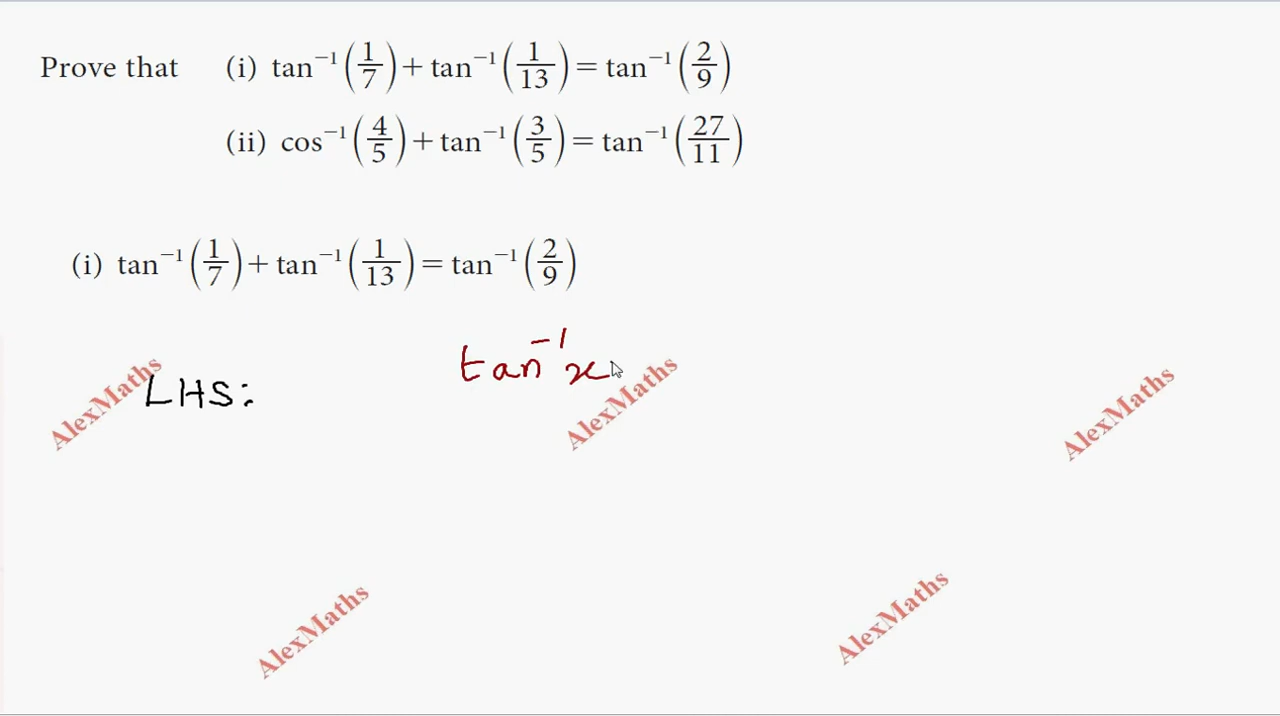 Prove that (i) tan⁻¹(1/7) + tan⁻¹(1/13) = tan⁻¹(2/9)
(ii) cos⁻¹(4/5) + tan⁻¹(3/5) = tan⁻¹(27/11)
(i) tan⁻¹(1/7) + tan⁻¹(1/13) = tan⁻¹(2/9)
tan⁻¹ x
LHS:
AlexMaths
AlexMaths
AlexMaths
AlexMaths
AlexMaths